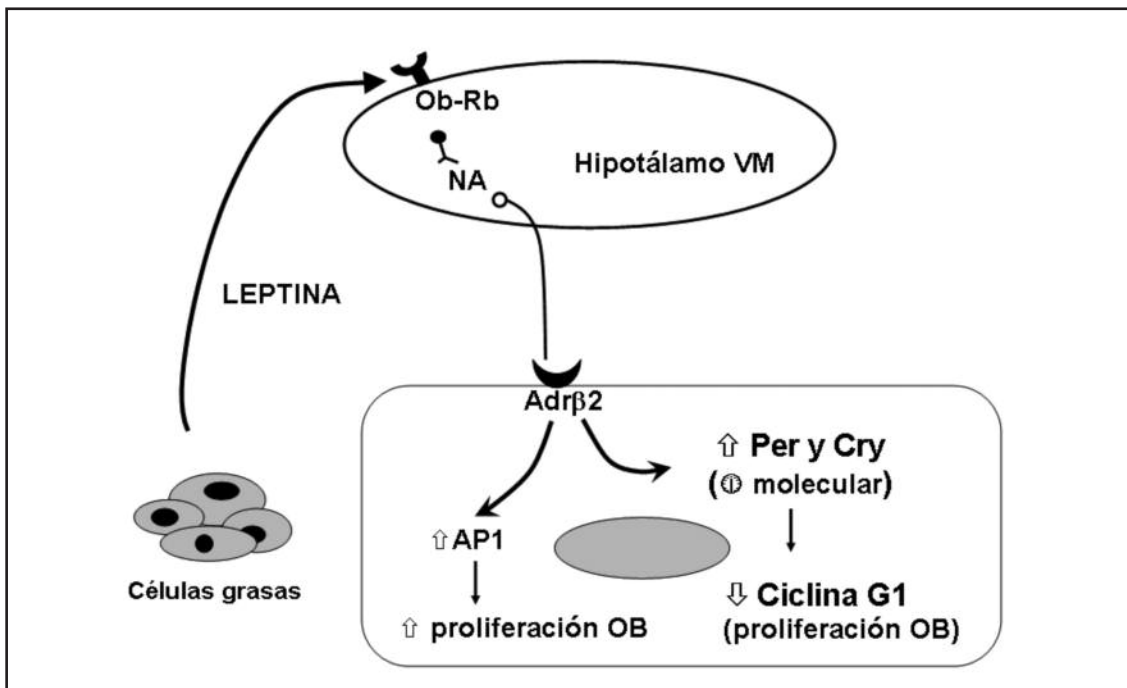 Ob-Rb
NA
Hipotálamo VM
LEPTINA
Células grasas
Adrβ2
⇧ AP1
⇧ proliferación OB
⇧ Per y Cry
(🕛 molecular)
⇩ Ciclina G1
(proliferación OB)